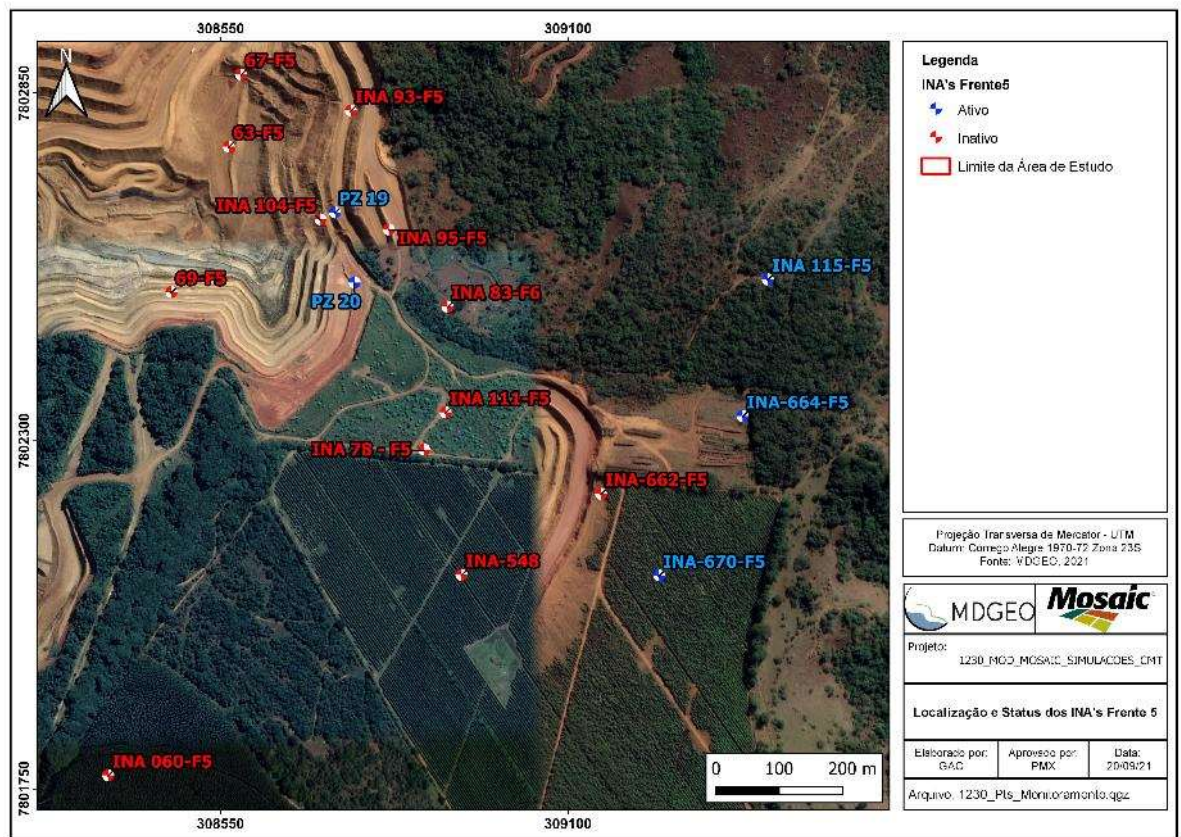 308550
309100
7802850
7802300
7801750
N
67-F5
INA 93-F5
63-F5
INA 104-F5
PZ 19
INA 95-F5
69-F5
PZ 20
INA 83-F6
INA 115-F5
INA 111-F5
INA-664-F5
INA 78 - F5
INA-662-F5
INA-548
INA-670-F5
INA 060-F5
0 100 200 m
308550
309100
Legenda
INA's Frente5
Ativo
Inativo
Limite da Área de Estudo
Projeção Transversa de Mercator - UTM
Datum: Corrego Alegre 1970-72 Zona 23S
Fonte: MDGEO, 2021
MDGEO
Mosaic
Projeto:
1230_MOD_MOSAIC_SIMULACOES_CMT
Localização e Status dos INA's Frente 5
Elaborado por:
GAC
Aprovado por:
PMX
Data:
20/09/21
Arquivo: 1230_Pts_Monitoramento.qgz